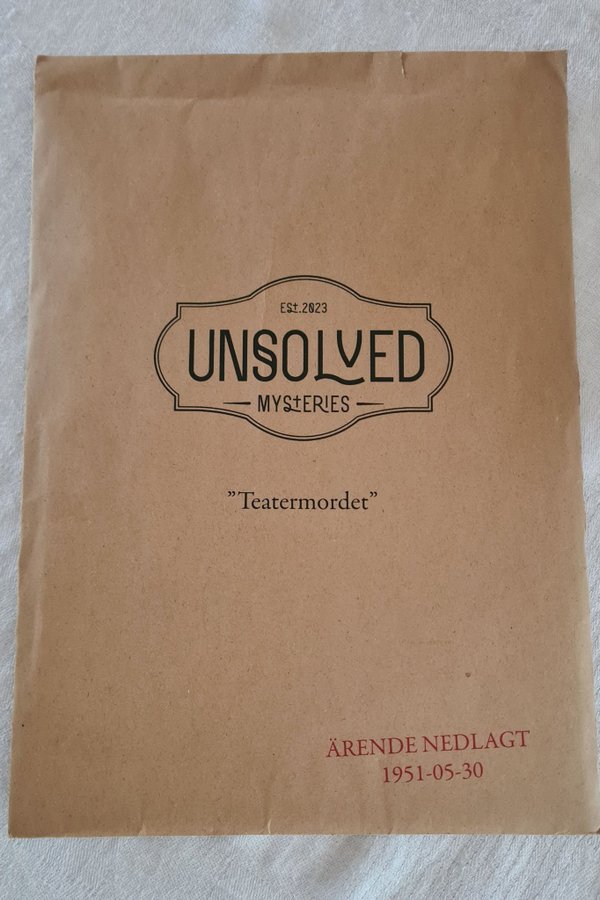 EST.2023
UNSOLVED
MYSTERIES
”Teatermordet”
ÄRENDE NEDLAGT
1951-05-30